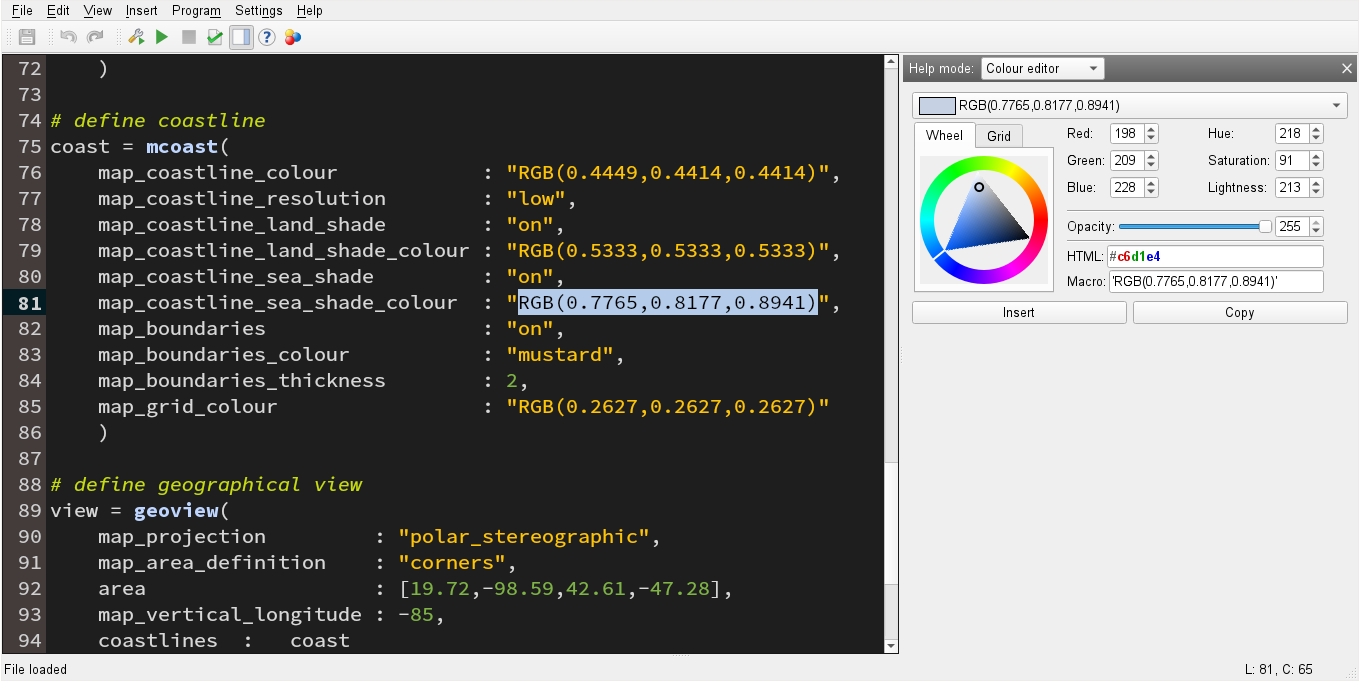 File Edit View Insert Program Settings Help
72     )
73
74 # define coastline
75 coast = mcoast(
76     map_coastline_colour            : "RGB(0.4449,0.4414,0.4414)",
77     map_coastline_resolution        : "low",
78     map_coastline_land_shade        : "on",
79     map_coastline_land_shade_colour : "RGB(0.5333,0.5333,0.5333)",
80     map_coastline_sea_shade         : "on",
81     map_coastline_sea_shade_colour  : "RGB(0.7765,0.8177,0.8941)",
82     map_boundaries                  : "on",
83     map_boundaries_colour           : "mustard",
84     map_boundaries_thickness        : 2,
85     map_grid_colour                 : "RGB(0.2627,0.2627,0.2627)"
86     )
87
88 # define geographical view
89 view = geoview(
90     map_projection         : "polar_stereographic",
91     map_area_definition    : "corners",
92     area                   : [19.72,-98.59,42.61,-47.28],
93     map_vertical_longitude : -85,
94     coastlines  :   coast
Help mode: Colour editor
RGB(0.7765,0.8177,0.8941)
Wheel Grid
Red: 198 Hue: 218
Green: 209 Saturation: 91
Blue: 228 Lightness: 213
Opacity: 255
HTML: #c6d1e4
Macro: 'RGB(0.7765,0.8177,0.8941)'
Insert Copy
File loaded
L: 81, C: 65